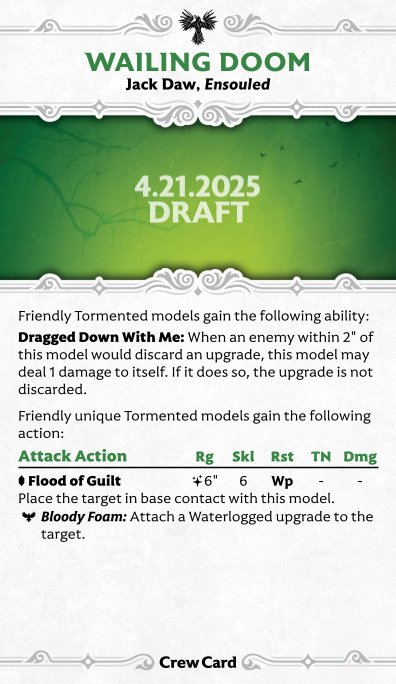 WAILING DOOM
Jack Daw, Ensouled
4.21.2025
DRAFT
Friendly Tormented models gain the following ability:
Dragged Down With Me: When an enemy within 2" of
this model would discard an upgrade, this model may
deal 1 damage to itself. If it does so, the upgrade is not
discarded.
Friendly unique Tormented models gain the following
action:
Attack Action Rg Skl Rst TN Dmg
Flood of Guilt 6" 6 Wp - -
Place the target in base contact with this model.
Bloody Foam: Attach a Waterlogged upgrade to the
target.
Crew Card